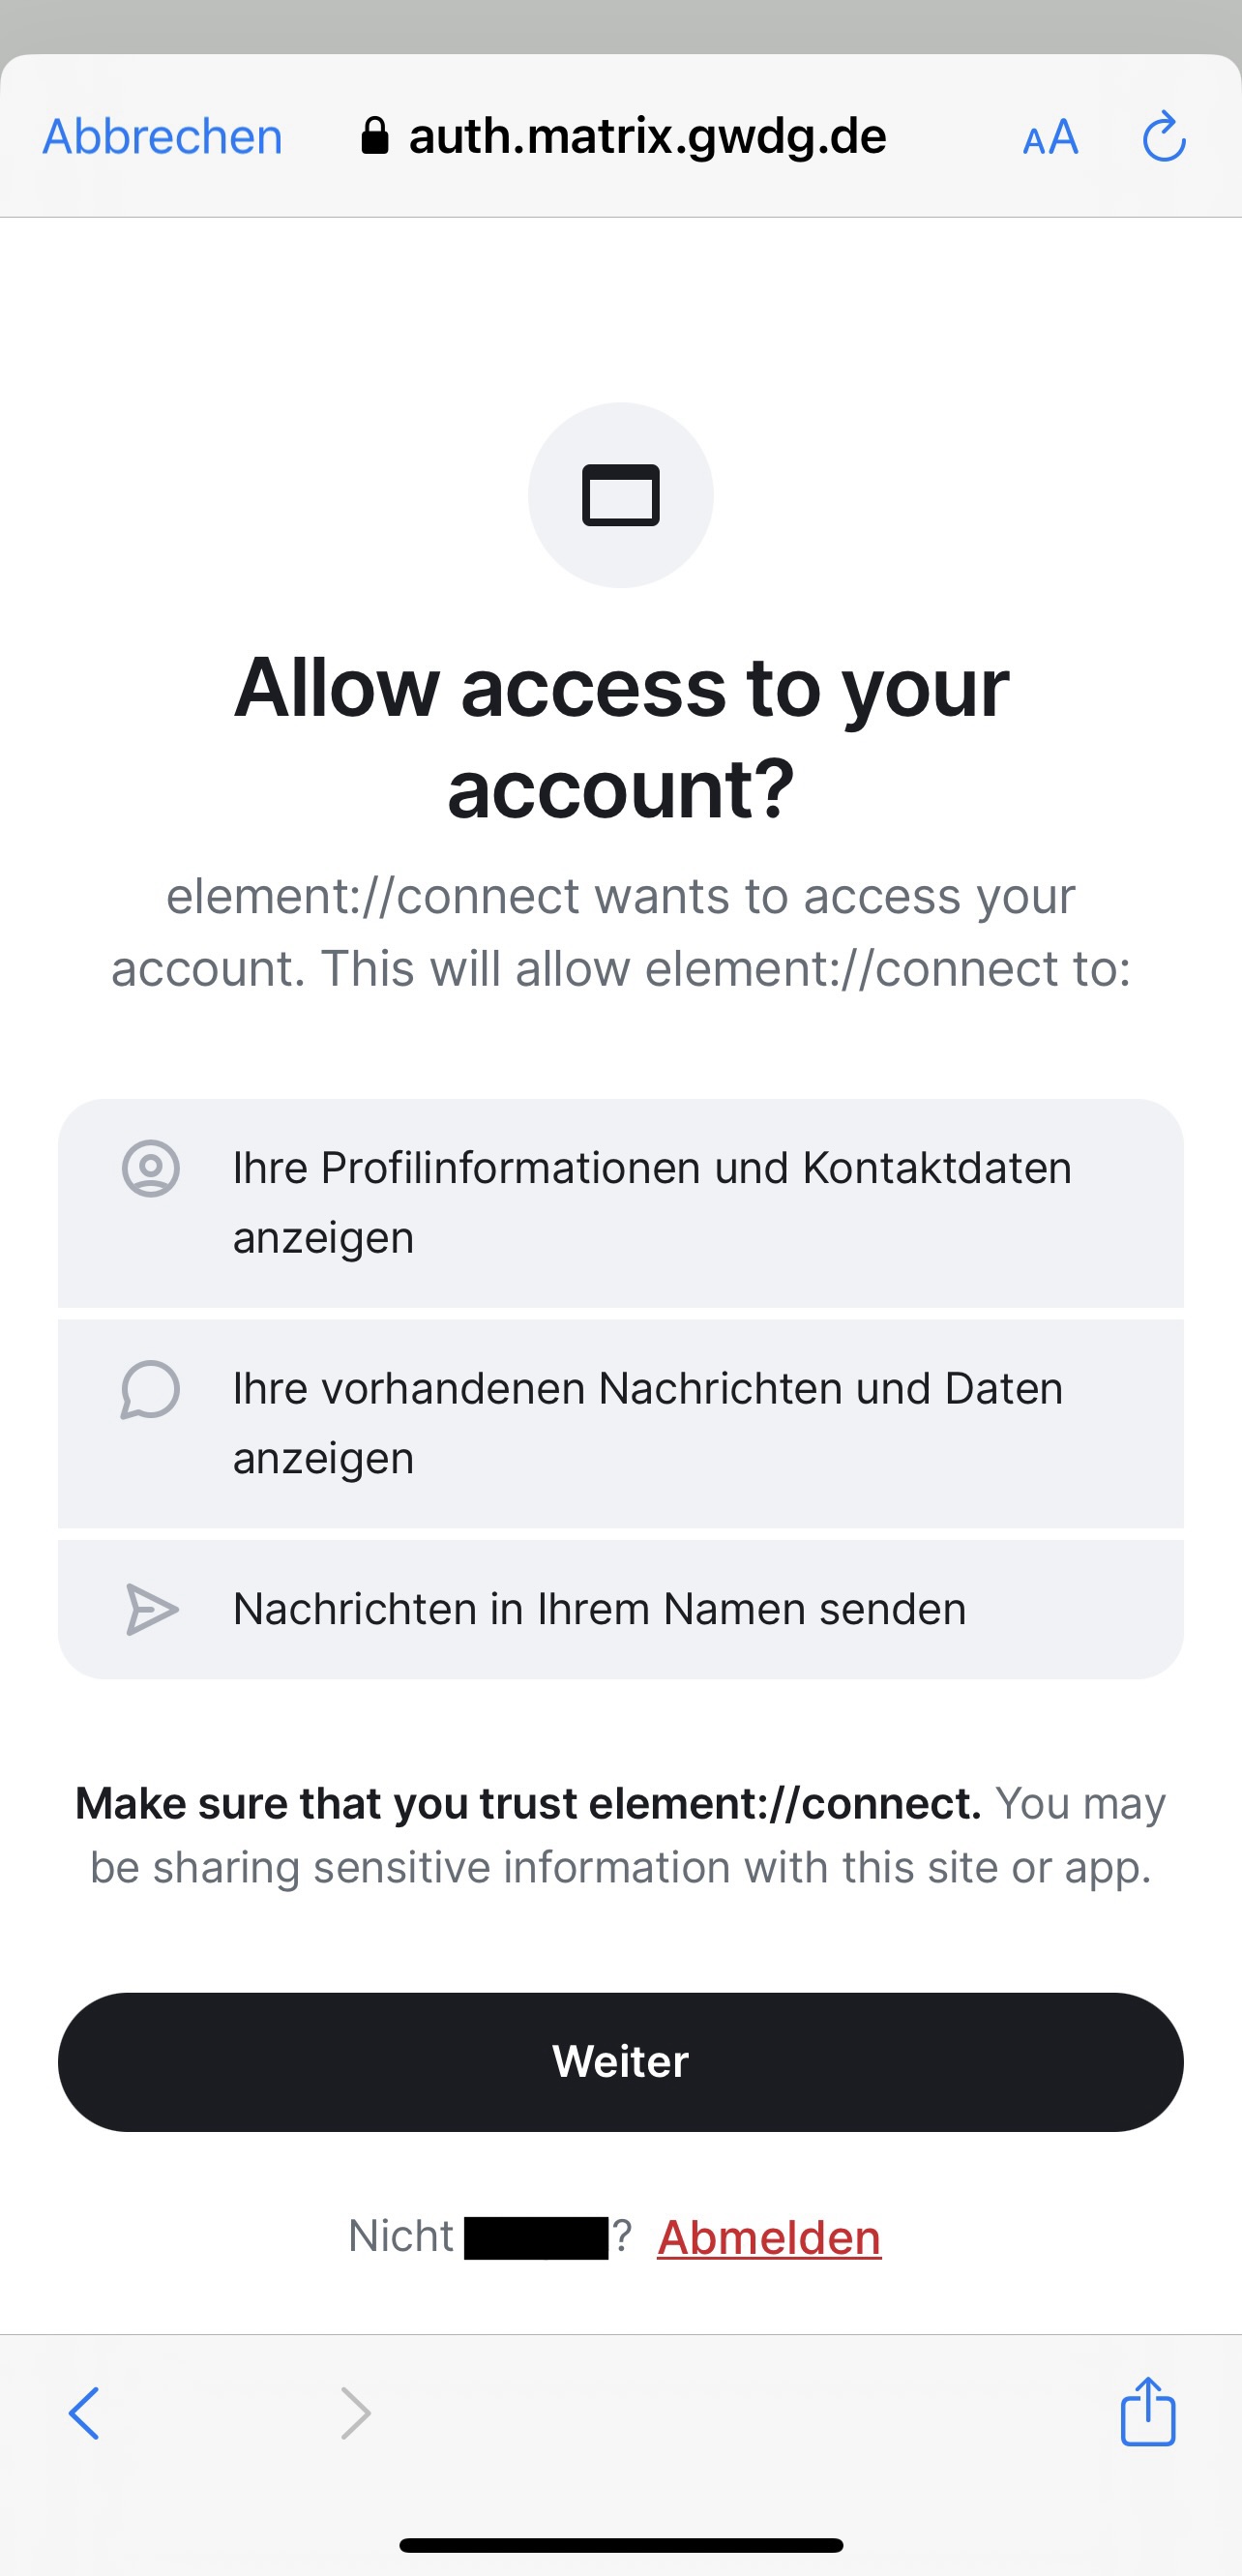 Abbrechen auth.matrix.gwdg.de AA
Allow access to your
account?
element://connect wants to access your
account. This will allow element://connect to:
Ihre Profilinformationen und Kontaktdaten
anzeigen
Ihre vorhandenen Nachrichten und Daten
anzeigen
Nachrichten in Ihrem Namen senden
Make sure that you trust element://connect. You may
be sharing sensitive information with this site or app.
Weiter
Nicht ? Abmelden